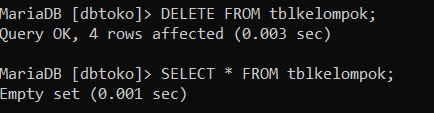 MariaDB [dbtoko]> DELETE FROM tblkelompok;
Query OK, 4 rows affected (0.003 sec)
MariaDB [dbtoko]> SELECT * FROM tblkelompok;
Empty set (0.001 sec)